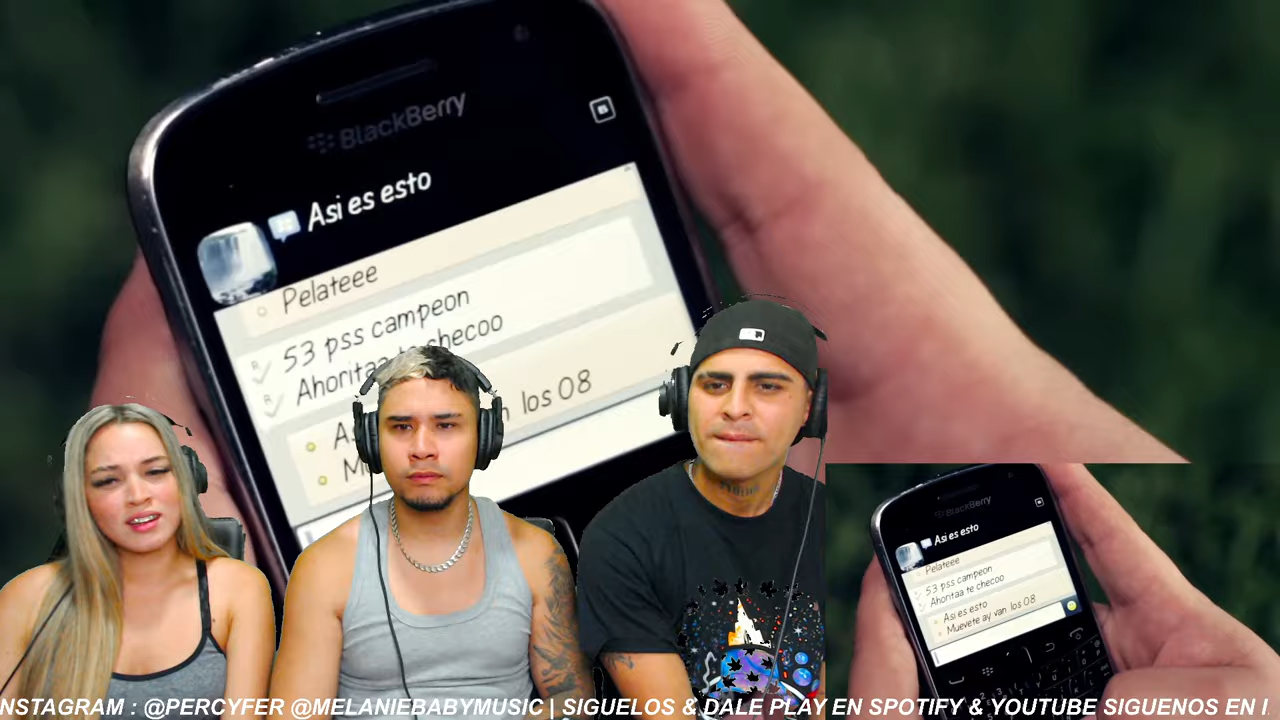 BlackBerry
Asi es esto
Pelateee
53 pss campeon
Ahoritaa te checoo
los 08
BlackBerry
Asi es esto
Pelateee
53 pss campeon
Ahoritaa te checoo
Asi es esto
Muevete ay van los 08
NSTAGRAM : @PERCYFER @MELANIEBABYMUSIC | SIGUELOS & DALE PLAY EN SPOTIFY & YOUTUBE SIGUENOS EN I